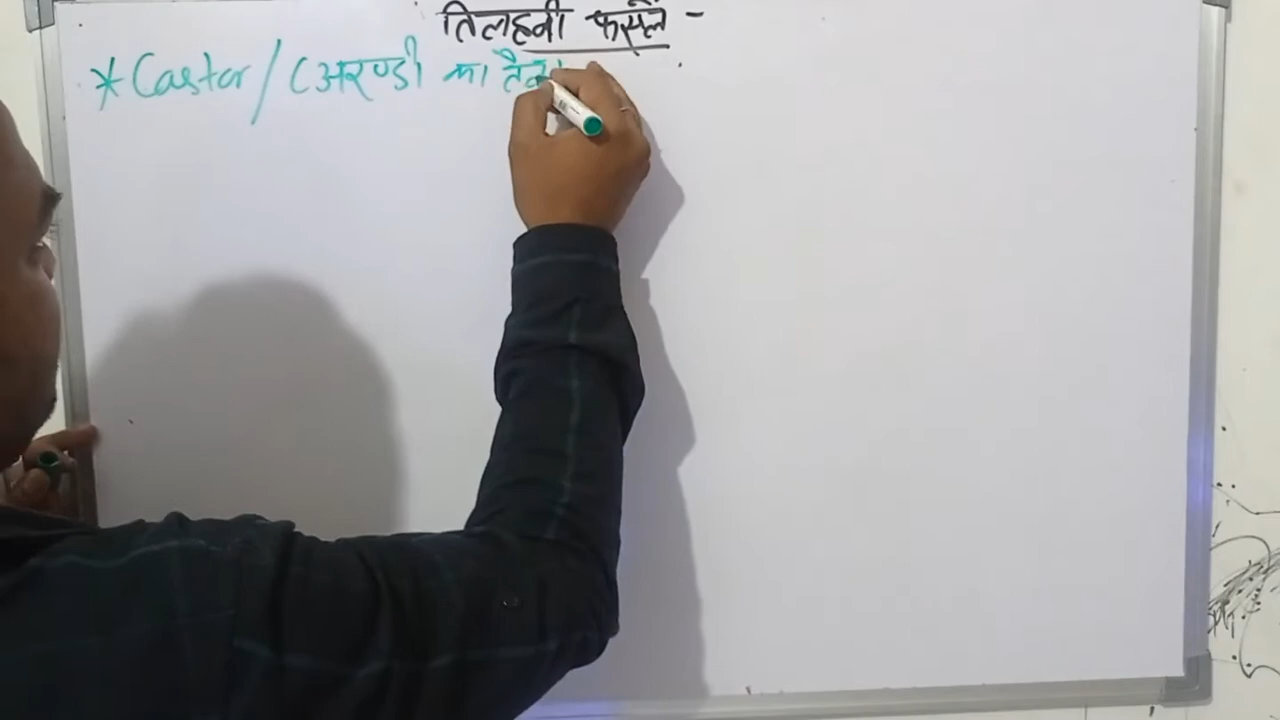 तिलहनी फसलें -
* Castor / (अरण्डी का